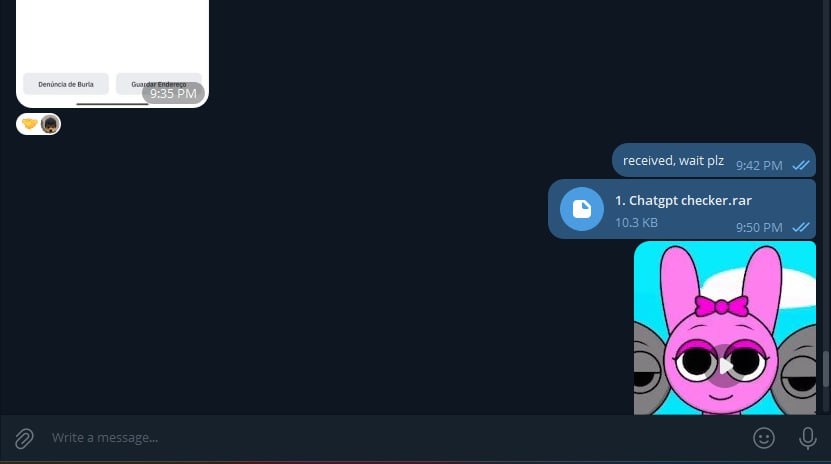 Denúncia de Burla
Guardar Endereço
9:35 PM
received, wait plz 9:42 PM
1. Chatgpt checker.rar
10.3 KB 9:50 PM
Write a message...